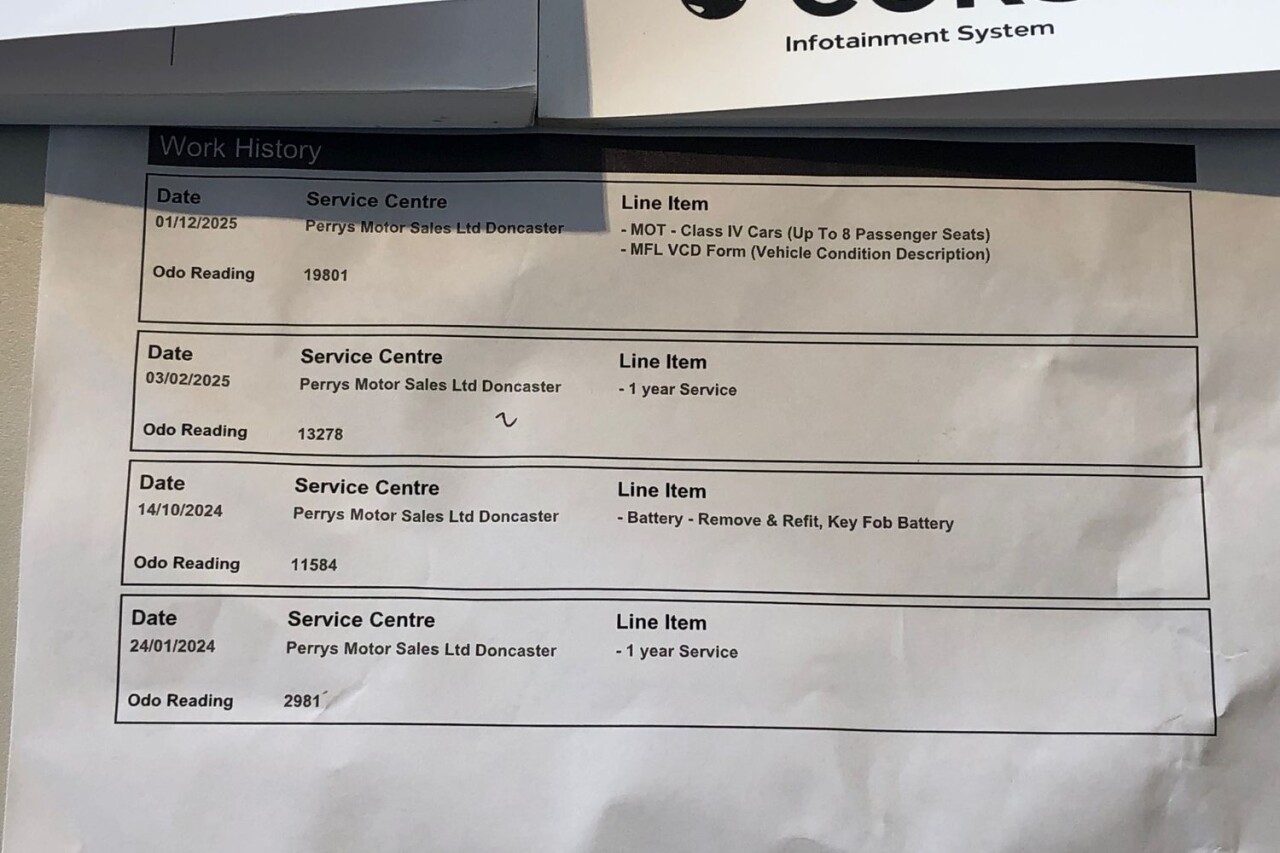 Infotainment System
Work History
Date Service Centre Line Item
01/12/2025 Perrys Motor Sales Ltd Doncaster - MOT - Class IV Cars (Up To 8 Passenger Seats)
- MFL VCD Form (Vehicle Condition Description)
Odo Reading 19801
Date Service Centre Line Item
03/02/2025 Perrys Motor Sales Ltd Doncaster - 1 year Service
Odo Reading 13278
Date Service Centre Line Item
14/10/2024 Perrys Motor Sales Ltd Doncaster - Battery - Remove & Refit, Key Fob Battery
Odo Reading 11584
Date Service Centre Line Item
24/01/2024 Perrys Motor Sales Ltd Doncaster - 1 year Service
Odo Reading 2981